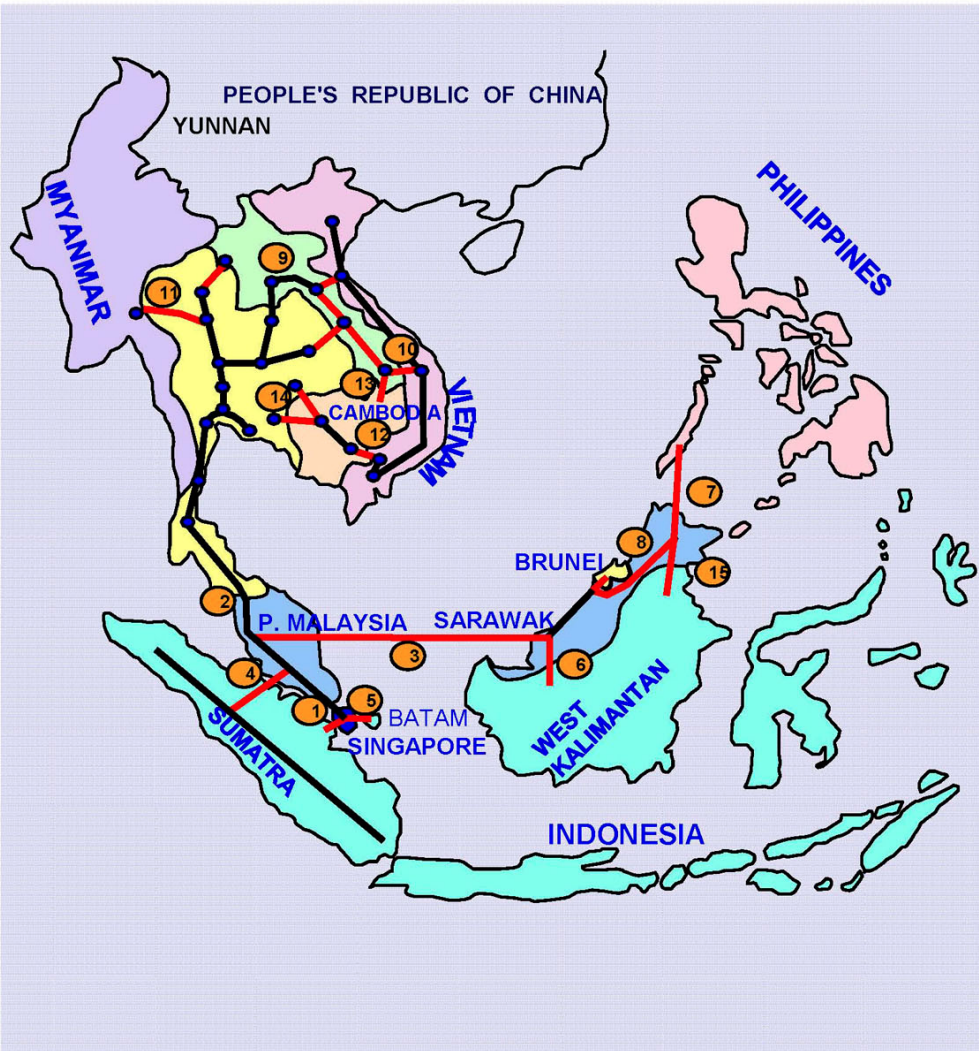 PEOPLE'S REPUBLIC OF CHINA
YUNNAN
MYANMAR
PHILIPPINES
9
11
10
13
14
CAMBODIA
12
VIETNAM
7
8
BRUNEI
15
2
P. MALAYSIA
SARAWAK
3
4
6
5
1
BATAM
SINGAPORE
SUMATRA
WEST
KALIMANTAN
INDONESIA